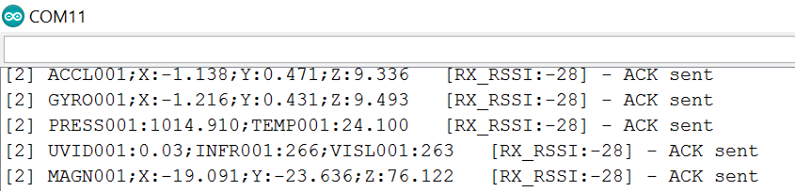 COM11
[2] ACCL001;X:-1.138;Y:0.471;Z:9.336   [RX_RSSI:-28] - ACK sent
[2] GYRO001;X:-1.216;Y:0.431;Z:9.493   [RX_RSSI:-28] - ACK sent
[2] PRESS001:1014.910;TEMP001:24.100   [RX_RSSI:-28] - ACK sent
[2] UVID001:0.03;INFR001:266;VISL001:263   [RX_RSSI:-28] - ACK sent
[2] MAGN001;X:-19.091;Y:-23.636;Z:76.122   [RX_RSSI:-28] - ACK sent